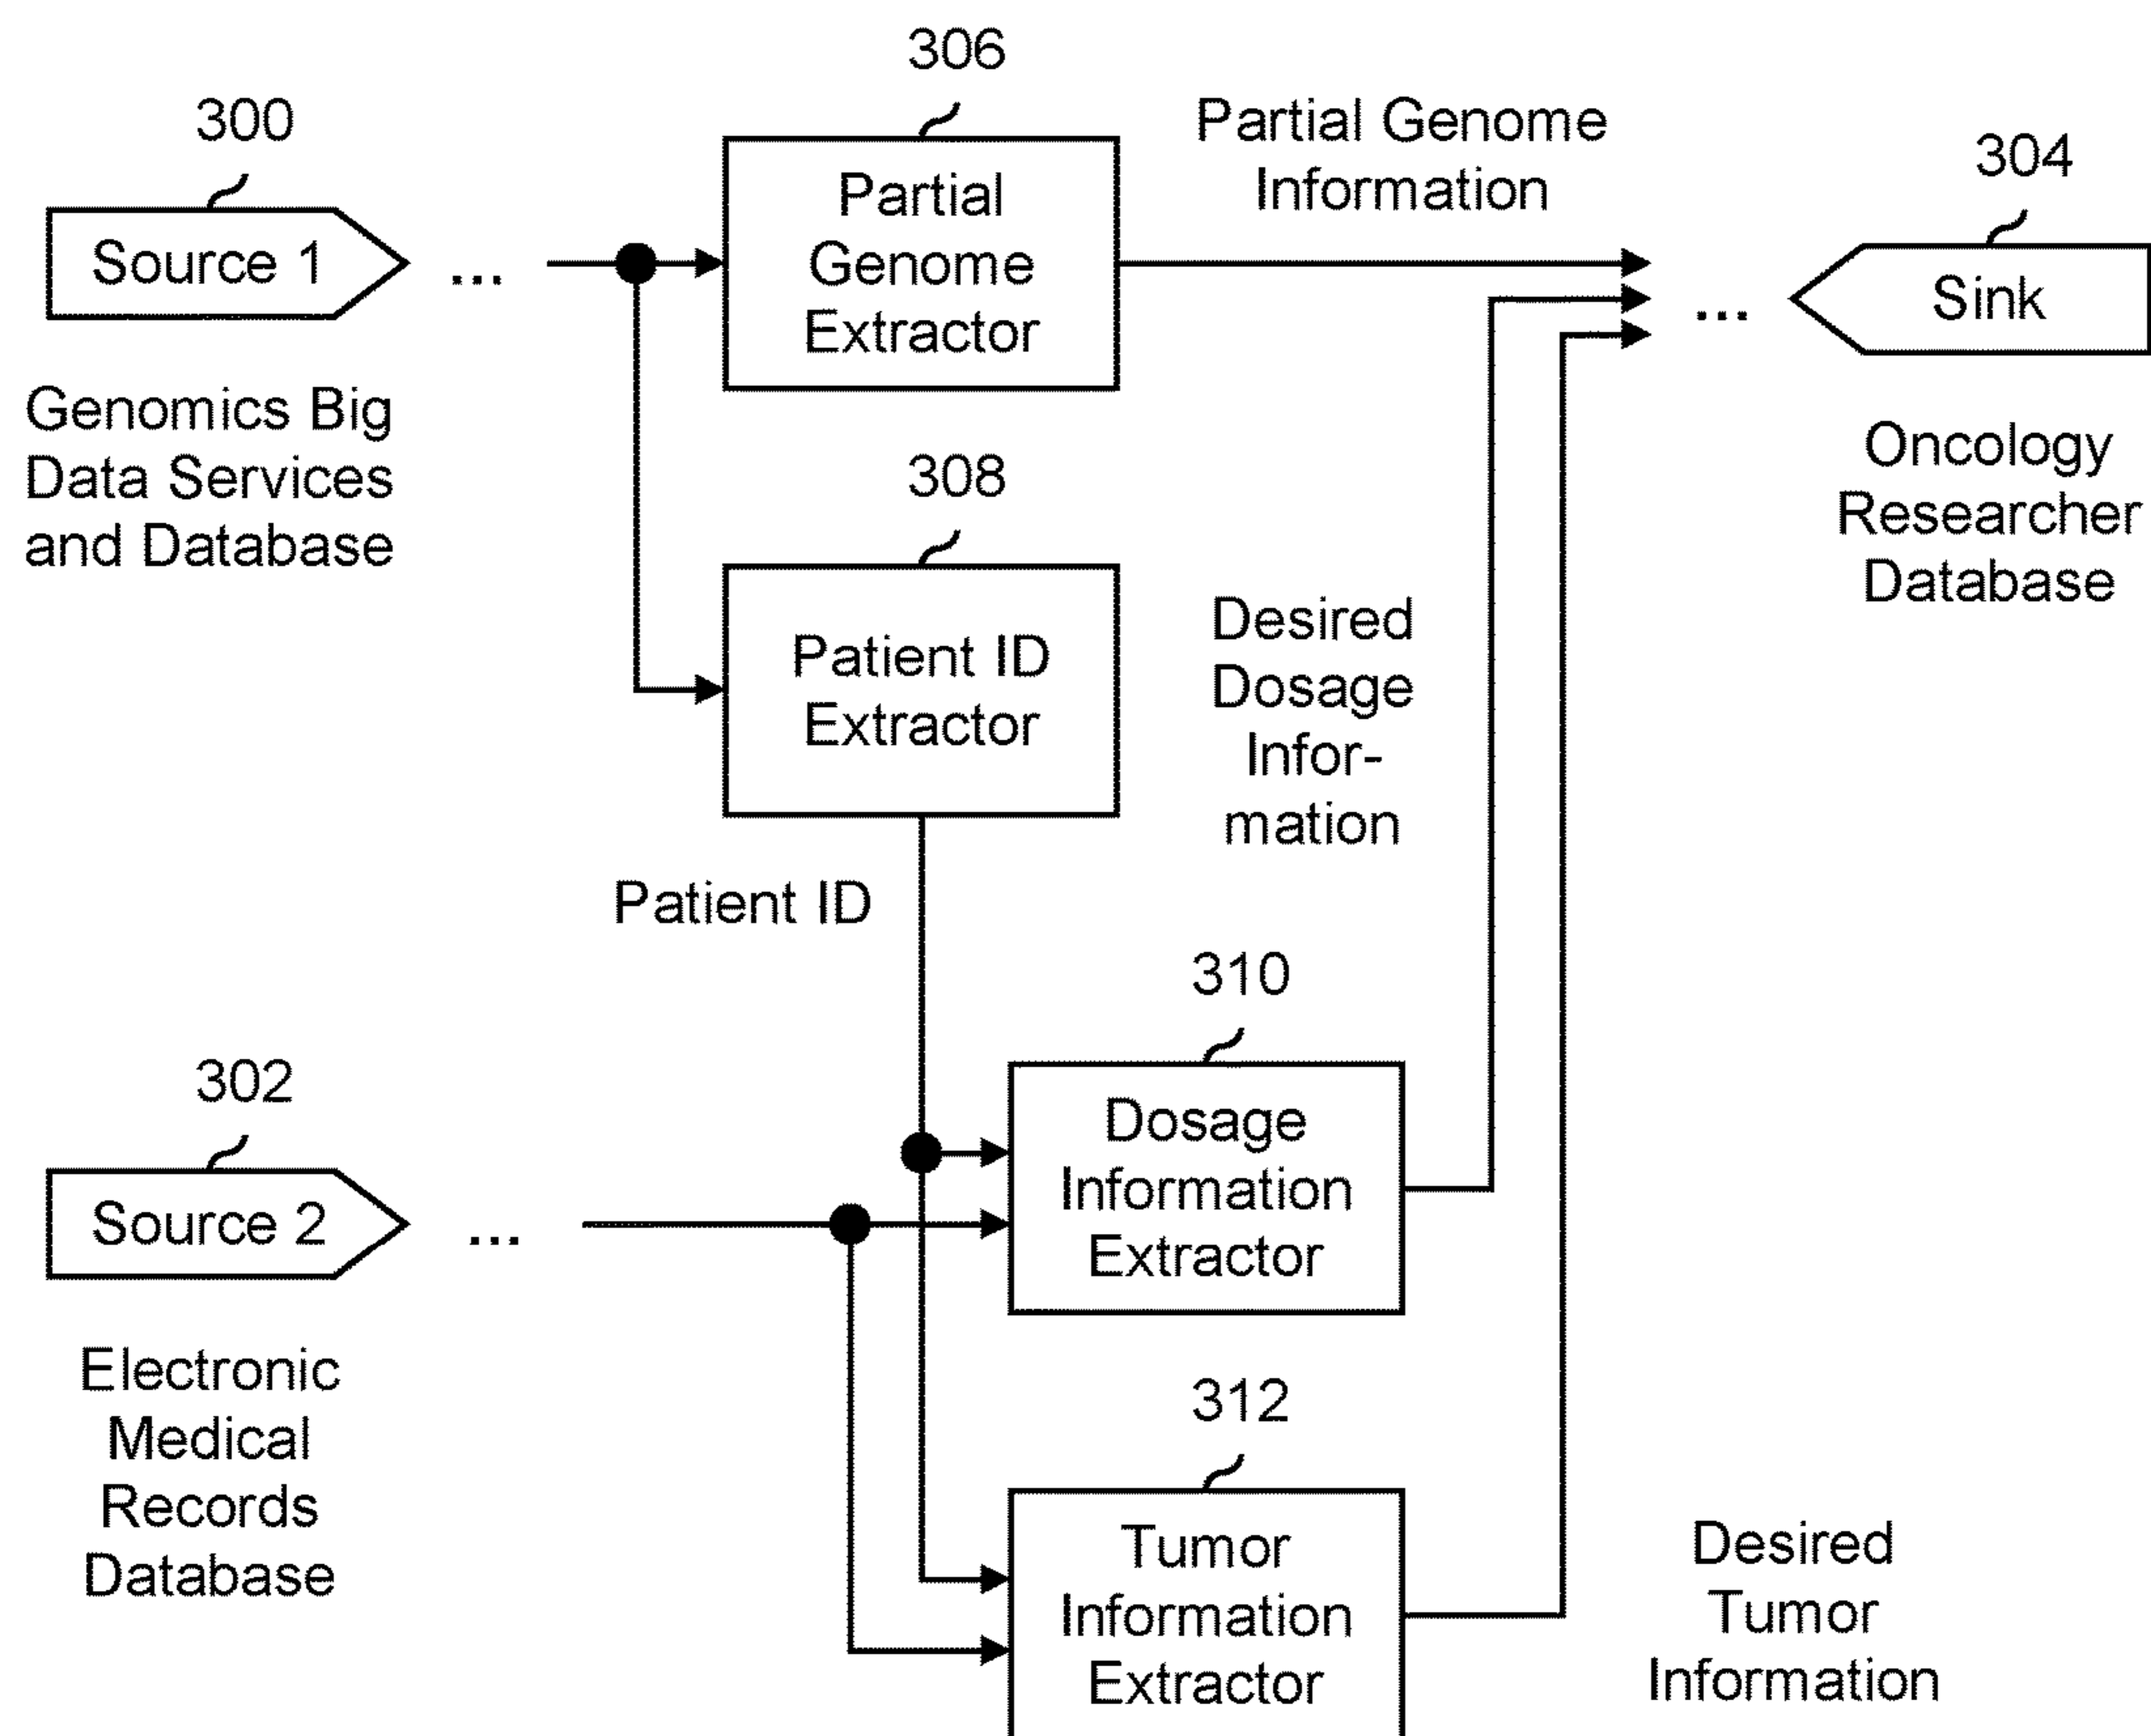 306
300
Partial Genome
Information
304
Partial
Genome
Extractor
Source 1
...
...
Sink
Genomics Big
Data Services
and Database
Oncology
Researcher
Database
308
Patient ID
Extractor
Desired
Dosage
Infor-
mation
Patient ID
310
302
Dosage
Information
Extractor
Source 2
...
Electronic
Medical
Records
Database
312
Tumor
Information
Extractor
Desired
Tumor
Information